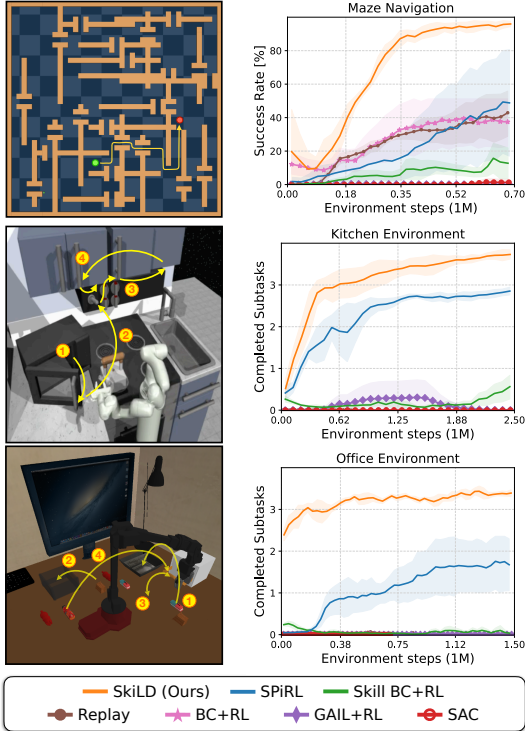 Maze Navigation
Success Rate [%]
80
60
40
20
0
0.00 0.18 0.35 0.53 0.70
Environment steps (1M)
Kitchen Environment
Completed Subtasks
3
2
1
0
0.00 0.62 1.25 1.88 2.50
Environment steps (1M)
4
3
2
1
Office Environment
Completed Subtasks
3
2
1
0
0.00 0.38 0.75 1.12 1.50
Environment steps (1M)
2
4
3
1
SkiLD (Ours) SPiRL Skill BC+RL
Replay BC+RL GAIL+RL SAC